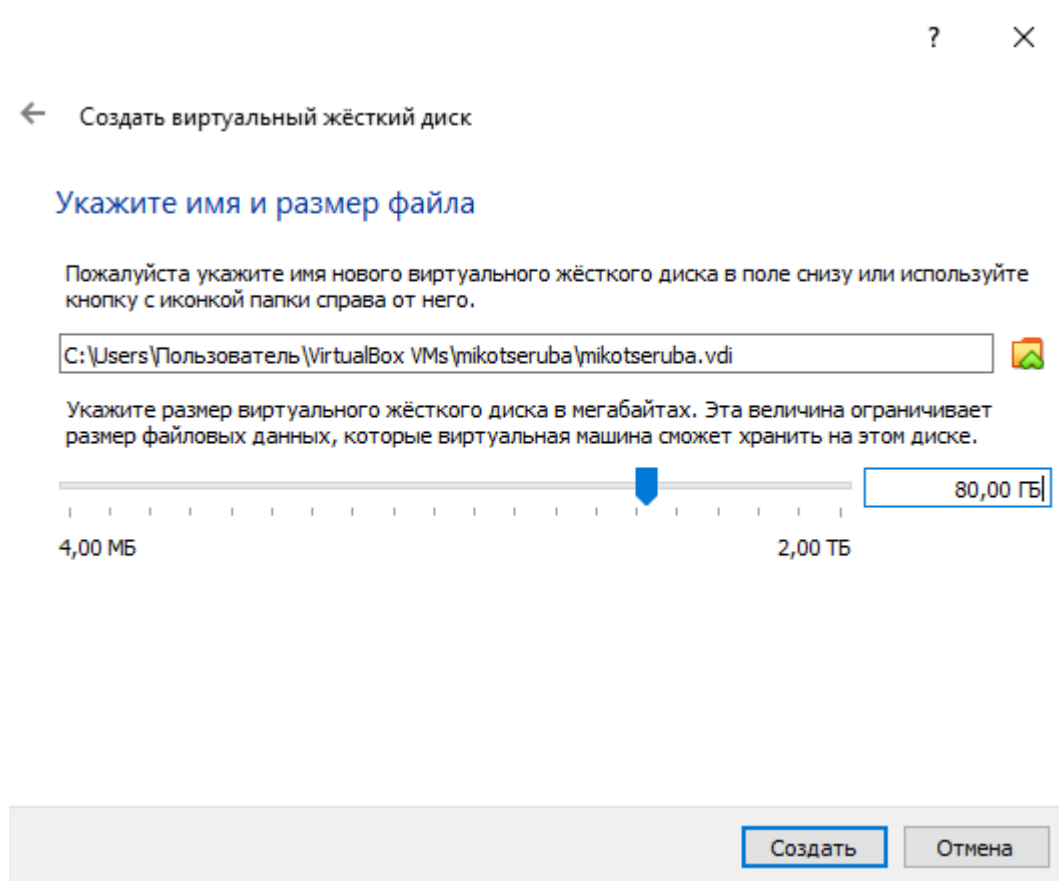 ?
Создать виртуальный жёсткий диск
Укажите имя и размер файла
Пожалуйста укажите имя нового виртуального жёсткого диска в поле снизу или используйте
кнопку с иконкой папки справа от него.
C:\Users\Пользователь\VirtualBox VMs\mikotseruba\mikotseruba.vdi
Укажите размер виртуального жёсткого диска в мегабайтах. Эта величина ограничивает
размер файловых данных, которые виртуальная машина сможет хранить на этом диске.
80,00 ГБ
4,00 МБ 2,00 ТБ
Создать Отмена